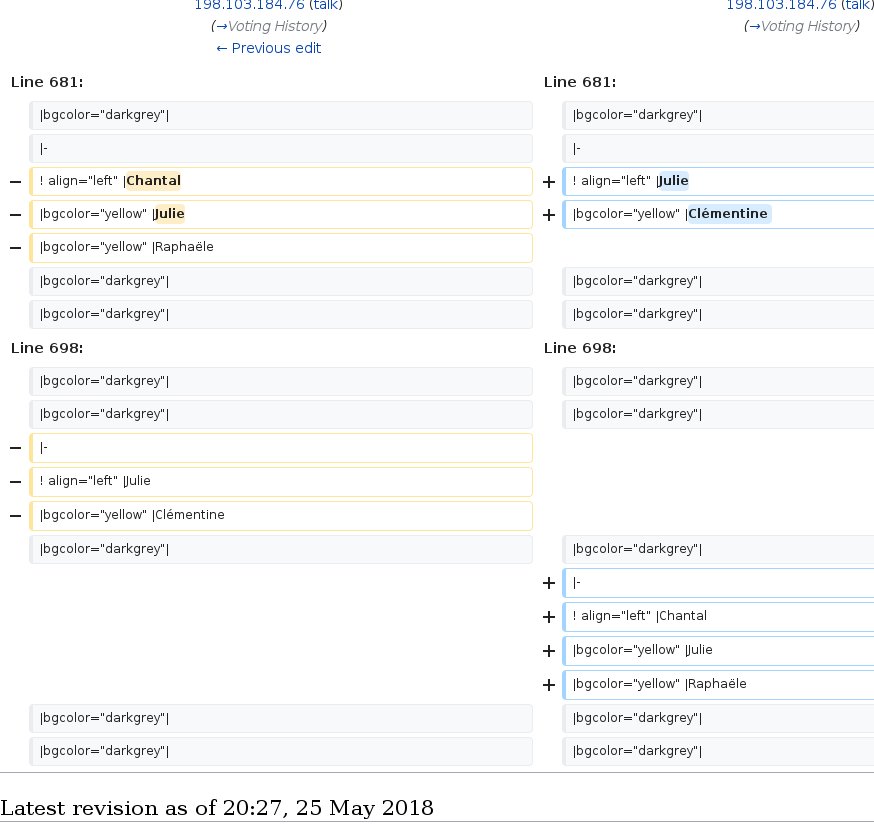 198.103.184.76 (talk)
(→Voting History)
← Previous edit
198.103.184.76 (talk)
(→Voting History)
Line 681:
Line 681:
|bgcolor="darkgrey"|
|bgcolor="darkgrey"|
|-
|-
− ! align="left" |Chantal
+ ! align="left" |Julie
− |bgcolor="yellow" |Julie
+ |bgcolor="yellow" |Clémentine
− |bgcolor="yellow" |Raphaële
|bgcolor="darkgrey"|
|bgcolor="darkgrey"|
|bgcolor="darkgrey"|
|bgcolor="darkgrey"|
Line 698:
Line 698:
|bgcolor="darkgrey"|
|bgcolor="darkgrey"|
|bgcolor="darkgrey"|
|bgcolor="darkgrey"|
− |-
− ! align="left" |Julie
− |bgcolor="yellow" |Clémentine
|bgcolor="darkgrey"|
|bgcolor="darkgrey"|
+ |-
+ ! align="left" |Chantal
+ |bgcolor="yellow" |Julie
+ |bgcolor="yellow" |Raphaële
|bgcolor="darkgrey"|
|bgcolor="darkgrey"|
|bgcolor="darkgrey"|
|bgcolor="darkgrey"|
Latest revision as of 20:27, 25 May 2018